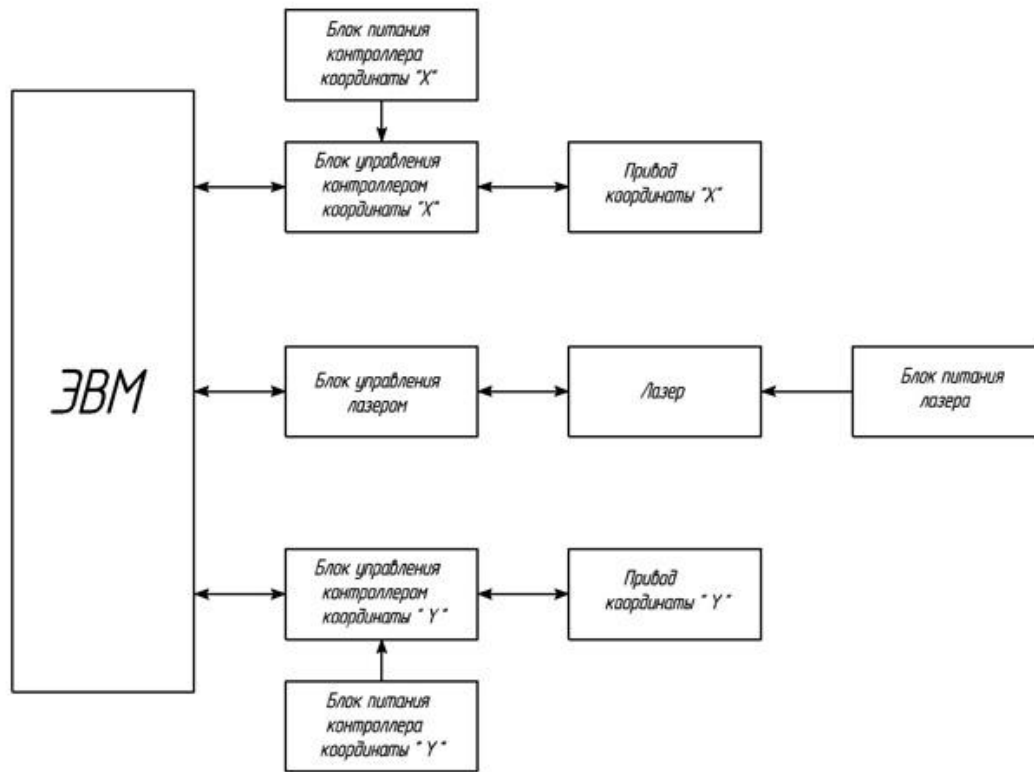 Блок питания
контроллера
координаты "X"
ЭВМ
Блок управления
контроллером
координаты "X"
Привод
координаты "X"
Блок управления
лазером
Лазер
Блок питания
лазера
Блок управления
контроллером
координаты " Y "
Привод
координаты " Y "
Блок питания
контроллера
координаты " Y "